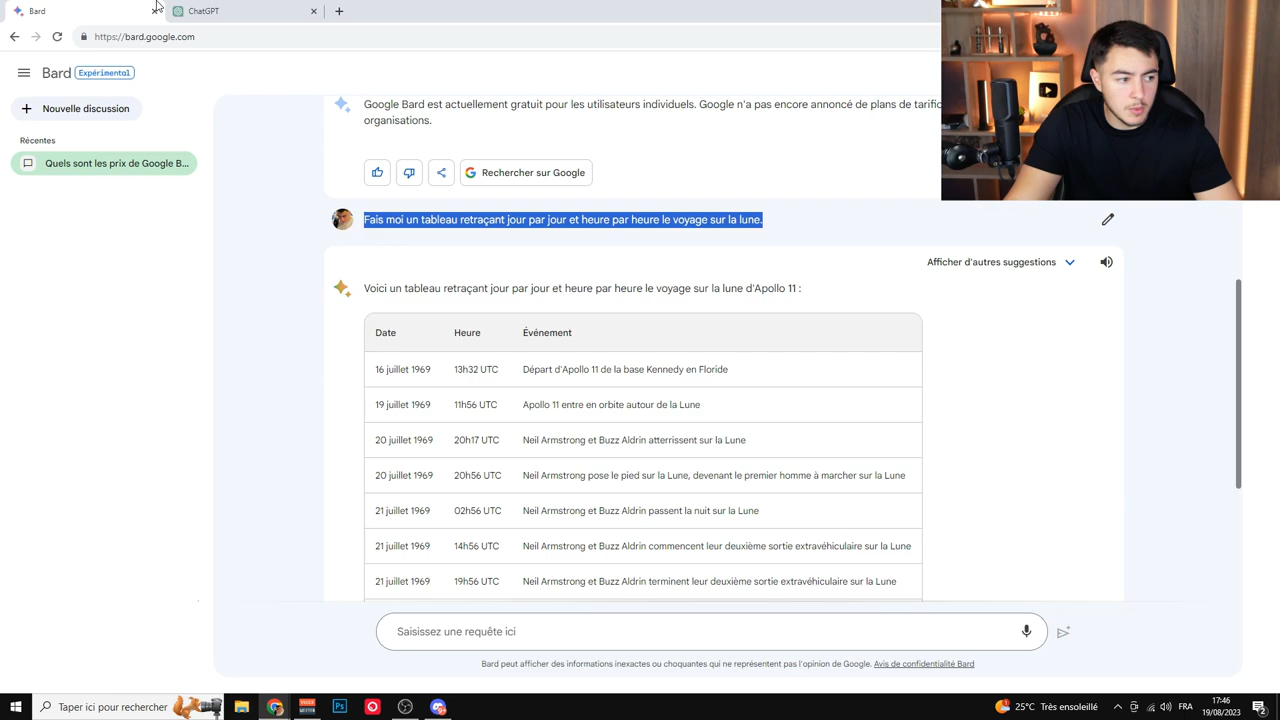 Bard
ChatGPT
https://bard.google.com
Bard Expérimental
Nouvelle discussion
Récentes
Quels sont les prix de Google B...
Google Bard est actuellement gratuit pour les utilisateurs individuels. Google n'a pas encore annoncé de plans de tarific
organisations.
Rechercher sur Google
Fais moi un tableau retraçant jour par jour et heure par heure le voyage sur la lune.
Afficher d'autres suggestions
Voici un tableau retraçant jour par jour et heure par heure le voyage sur la lune d'Apollo 11 :
Date Heure Événement
16 juillet 1969 13h32 UTC Départ d'Apollo 11 de la base Kennedy en Floride
19 juillet 1969 11h56 UTC Apollo 11 entre en orbite autour de la Lune
20 juillet 1969 20h17 UTC Neil Armstrong et Buzz Aldrin atterrissent sur la Lune
20 juillet 1969 20h56 UTC Neil Armstrong pose le pied sur la Lune, devenant le premier homme à marcher sur la Lune
21 juillet 1969 02h56 UTC Neil Armstrong et Buzz Aldrin passent la nuit sur la Lune
21 juillet 1969 14h56 UTC Neil Armstrong et Buzz Aldrin commencent leur deuxième sortie extravéhiculaire sur la Lune
21 juillet 1969 19h56 UTC Neil Armstrong et Buzz Aldrin terminent leur deuxième sortie extravéhiculaire sur la Lune
Saisissez une requête ici
Bard peut afficher des informations inexactes ou choquantes qui ne représentent pas l'opinion de Google. Avis de confidentialité Bard
Taper ici pour rechercher
Ps
25°C Très ensoleillé
FRA
17:46
19/08/2023
2